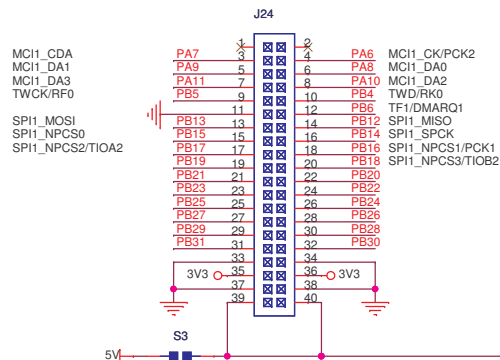 J24
1 2
MCI1_CDA PA7 3 4 PA6 MCI1_CK/PCK2
MCI1_DA1 PA9 5 6 PA8 MCI1_DA0
MCI1_DA3 PA11 7 8 PA10 MCI1_DA2
TWCK/RF0 PB5 9 10 PB4 TWD/RK0
11 12 PB6 TF1/DMARQ1
SPI1_MOSI PB13 13 14 PB12 SPI1_MISO
SPI1_NPCS0 PB15 15 16 PB14 SPI1_SPCK
SPI1_NPCS2/TIOA2 PB17 17 18 PB16 SPI1_NPCS1/PCK1
PB19 19 20 PB18 SPI1_NPCS3/TIOB2
PB21 21 22 PB20
PB23 23 24 PB22
PB25 25 26 PB24
PB27 27 28 PB26
PB29 29 30 PB28
PB31 31 32 PB30
33 34
3V3 35 36 3V3
37 38
39 40
S3
5V